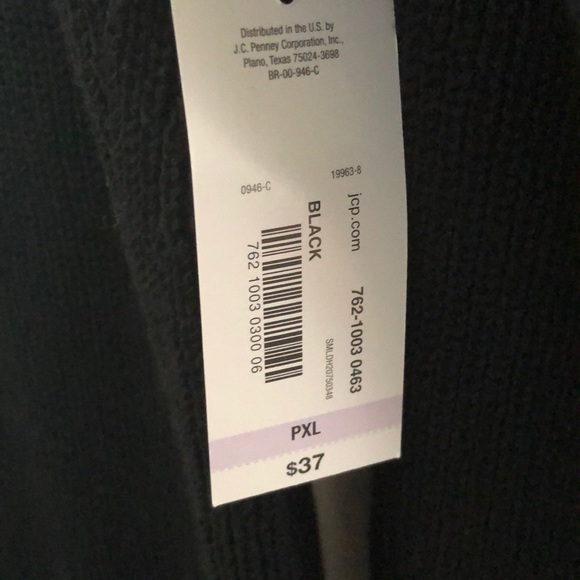 Distributed in the U.S. by
J.C. Penney Corporation, Inc.,
Plano, Texas 75024-3698
BR-00-946-C
19963-8
0946-C
jcp.com
762-1003 0463
BLACK
SMLDH20750348
762 1003 0300 06
PXL
$37